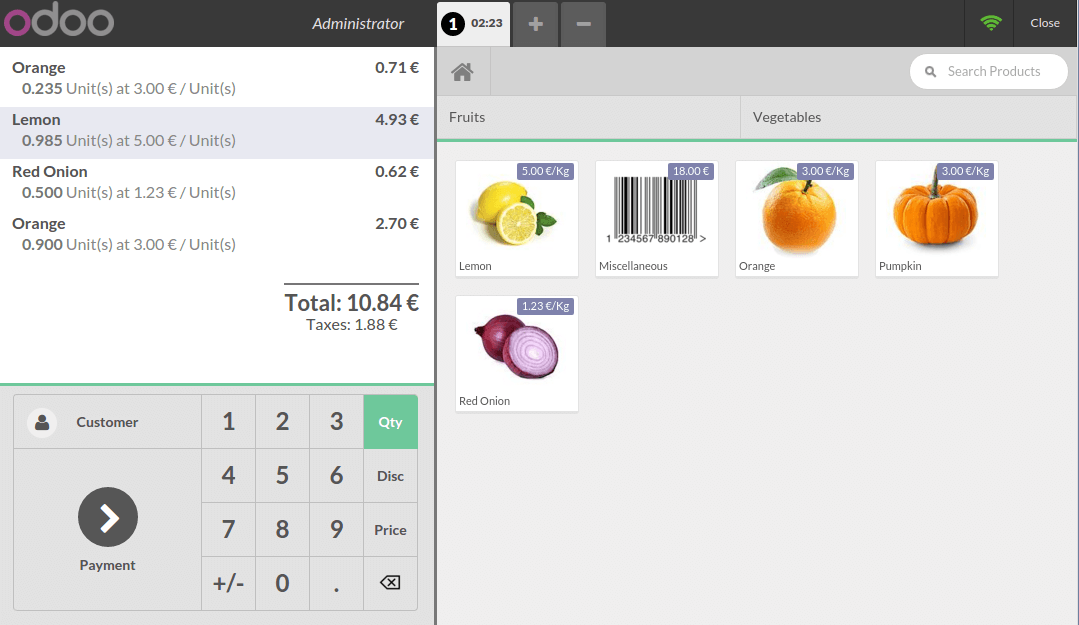 odoo
Administrator
1 02:23
Close
Orange 0.71 €
0.235 Unit(s) at 3.00 € / Unit(s)
Lemon 4.93 €
0.985 Unit(s) at 5.00 € / Unit(s)
Red Onion 0.62 €
0.500 Unit(s) at 1.23 € / Unit(s)
Orange 2.70 €
0.900 Unit(s) at 3.00 € / Unit(s)
Total: 10.84 €
Taxes: 1.88 €
Customer
1 2 3 Qty
4 5 6 Disc
7 8 9 Price
Payment
+/- 0 .
Search Products
Fruits
Vegetables
5.00 €/Kg
Lemon
18.00 €
1 234567 890128 >
Miscellaneous
3.00 €/Kg
Orange
3.00 €/Kg
Pumpkin
1.23 €/Kg
Red Onion